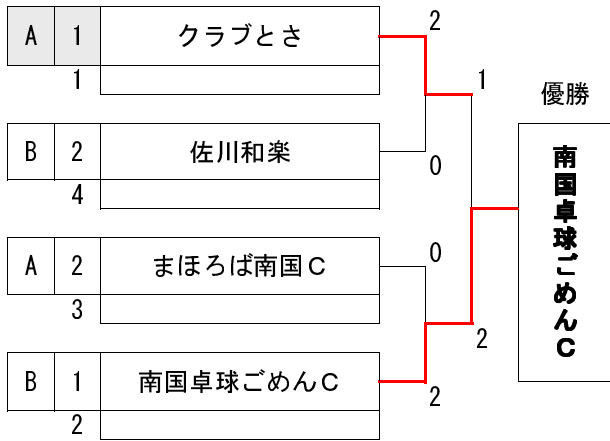 A 1 クラブとさ 2
1
1
優勝
B 2 佐川和楽 0
4
南国卓球ごめんC
A 2 まほろば南国C 0
3
2
B 1 南国卓球ごめんC 2
2